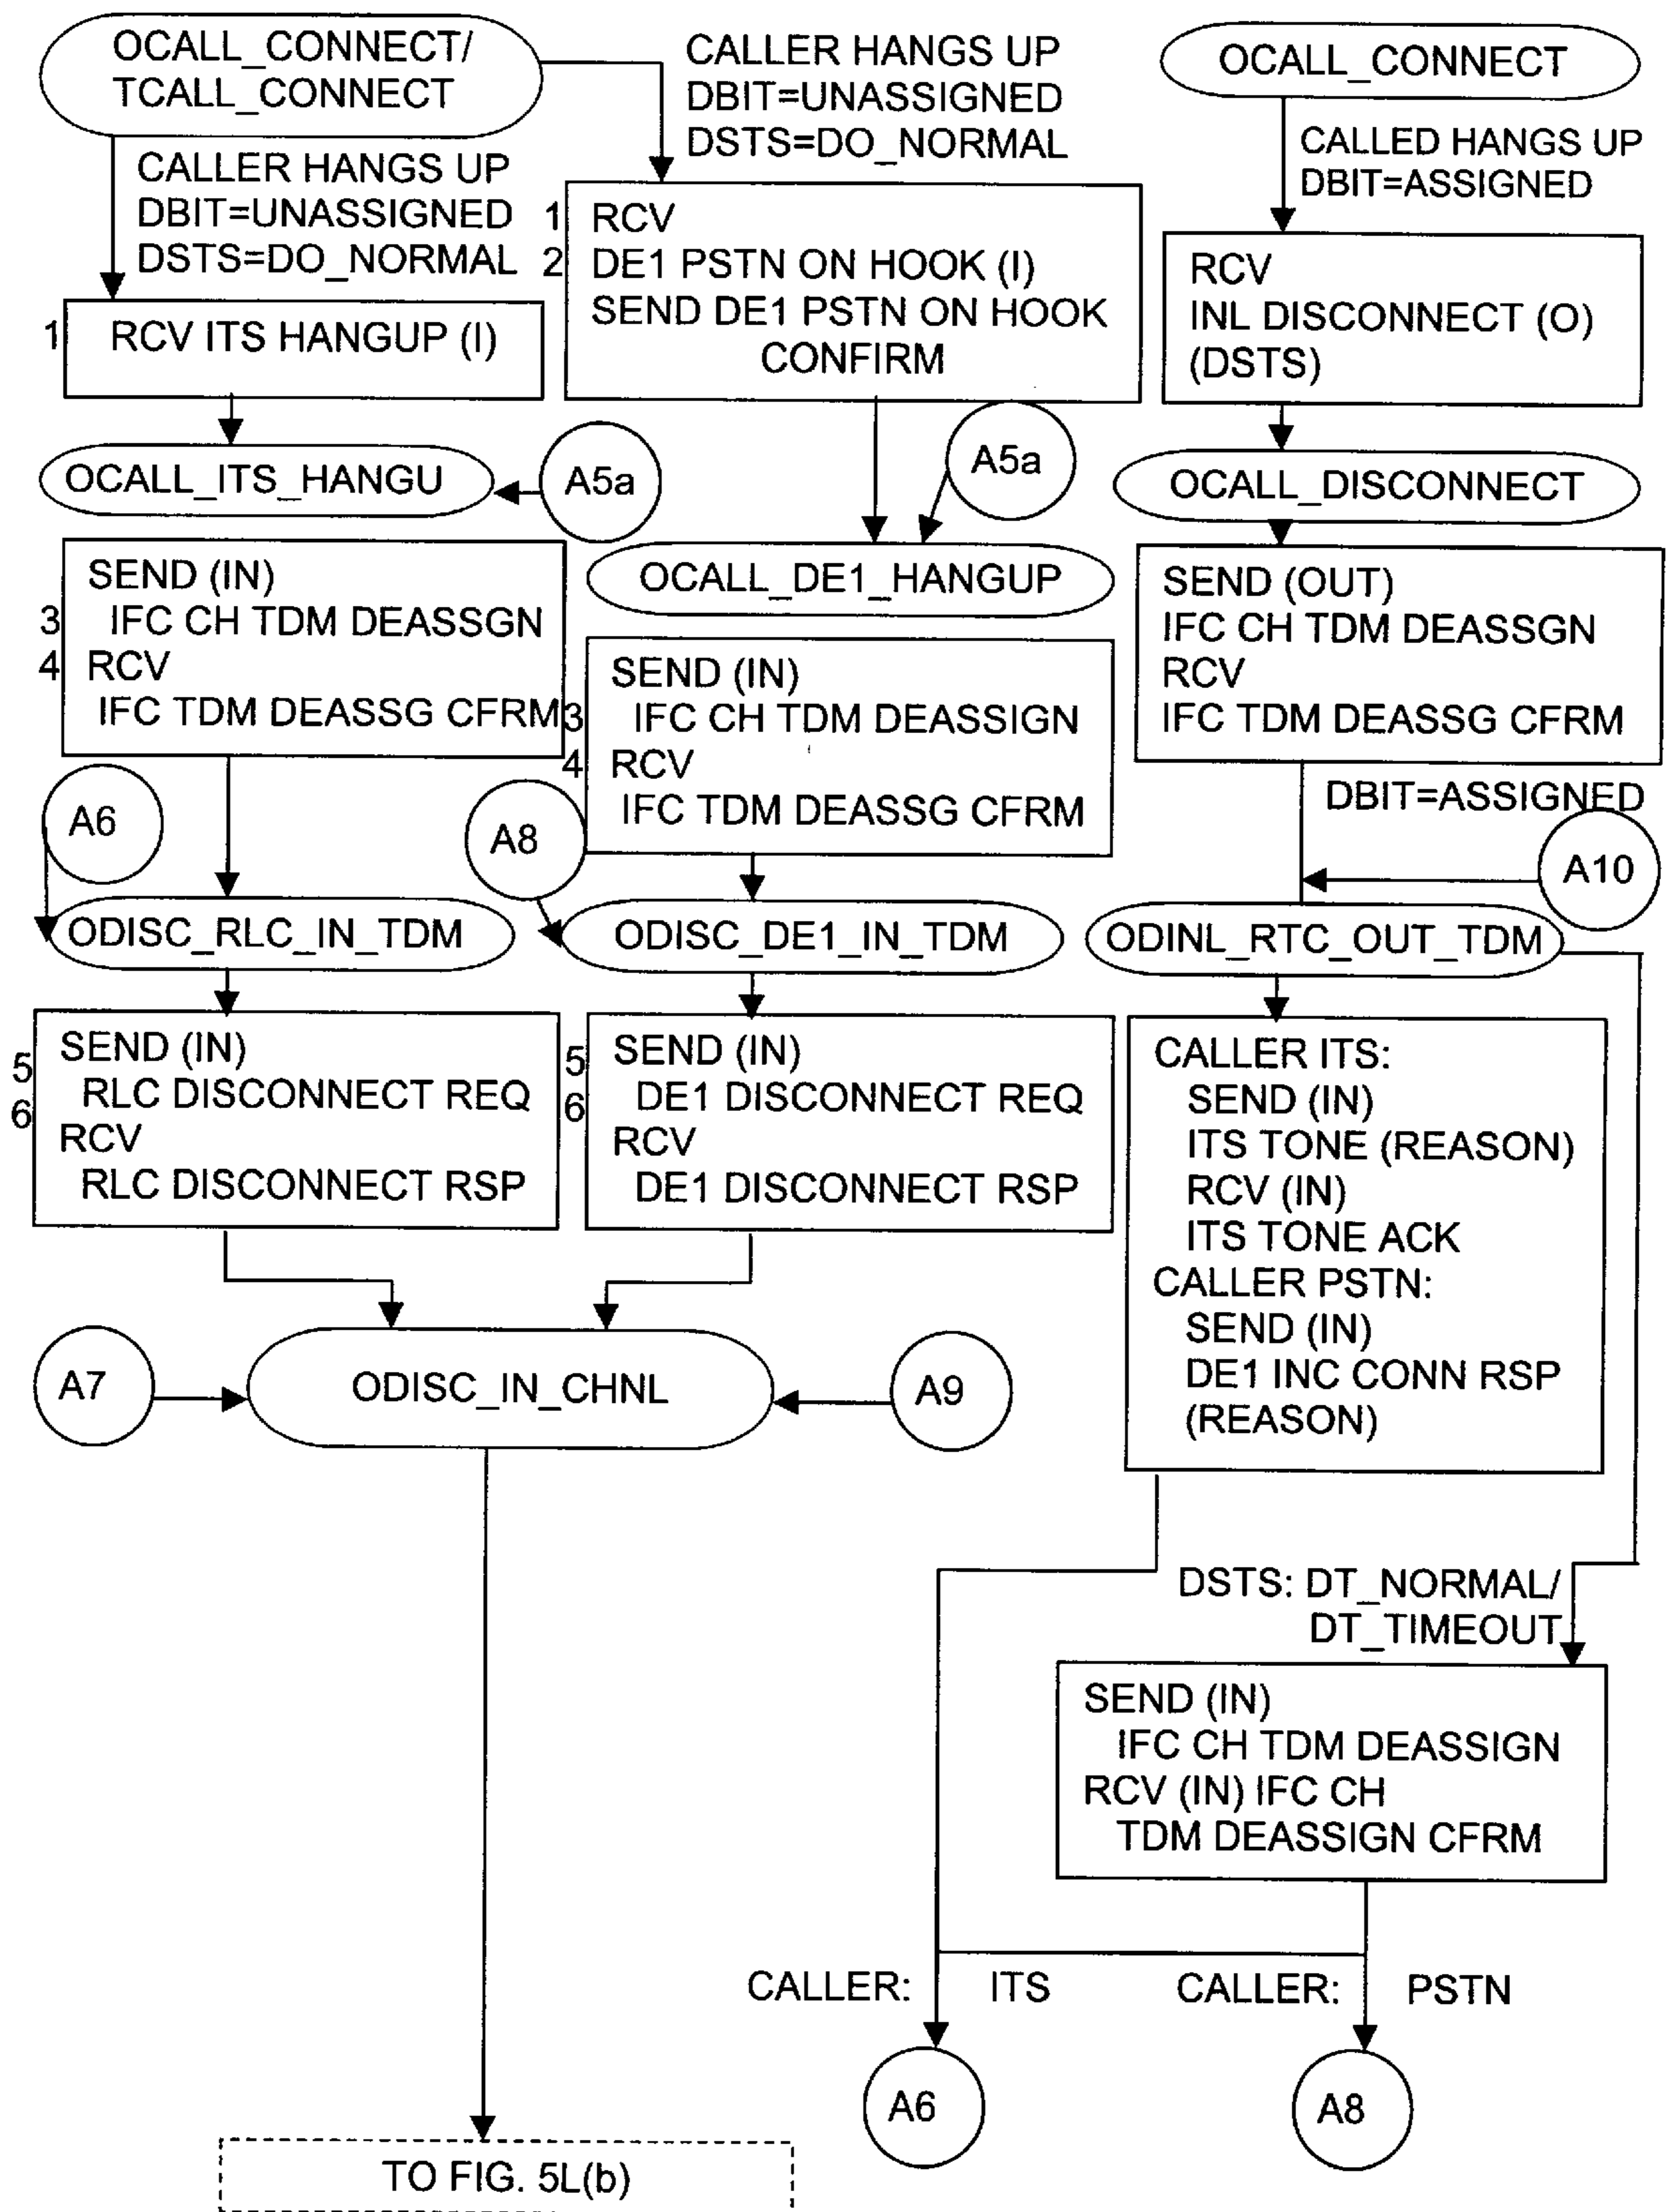 OCALL_CONNECT/
TCALL_CONNECT
CALLER HANGS UP
DBIT=UNASSIGNED
DSTS=DO_NORMAL
1
RCV ITS HANGUP (I)
OCALL_ITS_HANGU
A5a
SEND (IN)
3 IFC CH TDM DEASSGN
4 RCV
IFC TDM DEASSG CFRM
A6
ODISC_RLC_IN_TDM
5 SEND (IN)
RLC DISCONNECT REQ
6 RCV
RLC DISCONNECT RSP
CALLER HANGS UP
DBIT=UNASSIGNED
DSTS=DO_NORMAL
1 RCV
2 DE1 PSTN ON HOOK (I)
SEND DE1 PSTN ON HOOK
CONFIRM
A5a
OCALL_DE1_HANGUP
SEND (IN)
3 IFC CH TDM DEASSIGN
4 RCV
IFC TDM DEASSG CFRM
A8
ODISC_DE1_IN_TDM
5 SEND (IN)
6 DE1 DISCONNECT REQ
RCV
DE1 DISCONNECT RSP
A7
ODISC_IN_CHNL
A9
TO FIG. 5L(b)
OCALL_CONNECT
CALLED HANGS UP
DBIT=ASSIGNED
RCV
INL DISCONNECT (O)
(DSTS)
OCALL_DISCONNECT
SEND (OUT)
IFC CH TDM DEASSGN
RCV
IFC TDM DEASSG CFRM
DBIT=ASSIGNED
A10
ODINL_RTC_OUT_TDM
CALLER ITS:
SEND (IN)
ITS TONE (REASON)
RCV (IN)
ITS TONE ACK
CALLER PSTN:
SEND (IN)
DE1 INC CONN RSP
(REASON)
DSTS: DT_NORMAL/
DT_TIMEOUT
SEND (IN)
IFC CH TDM DEASSIGN
RCV (IN) IFC CH
TDM DEASSIGN CFRM
CALLER: ITS
CALLER: PSTN
A6
A8